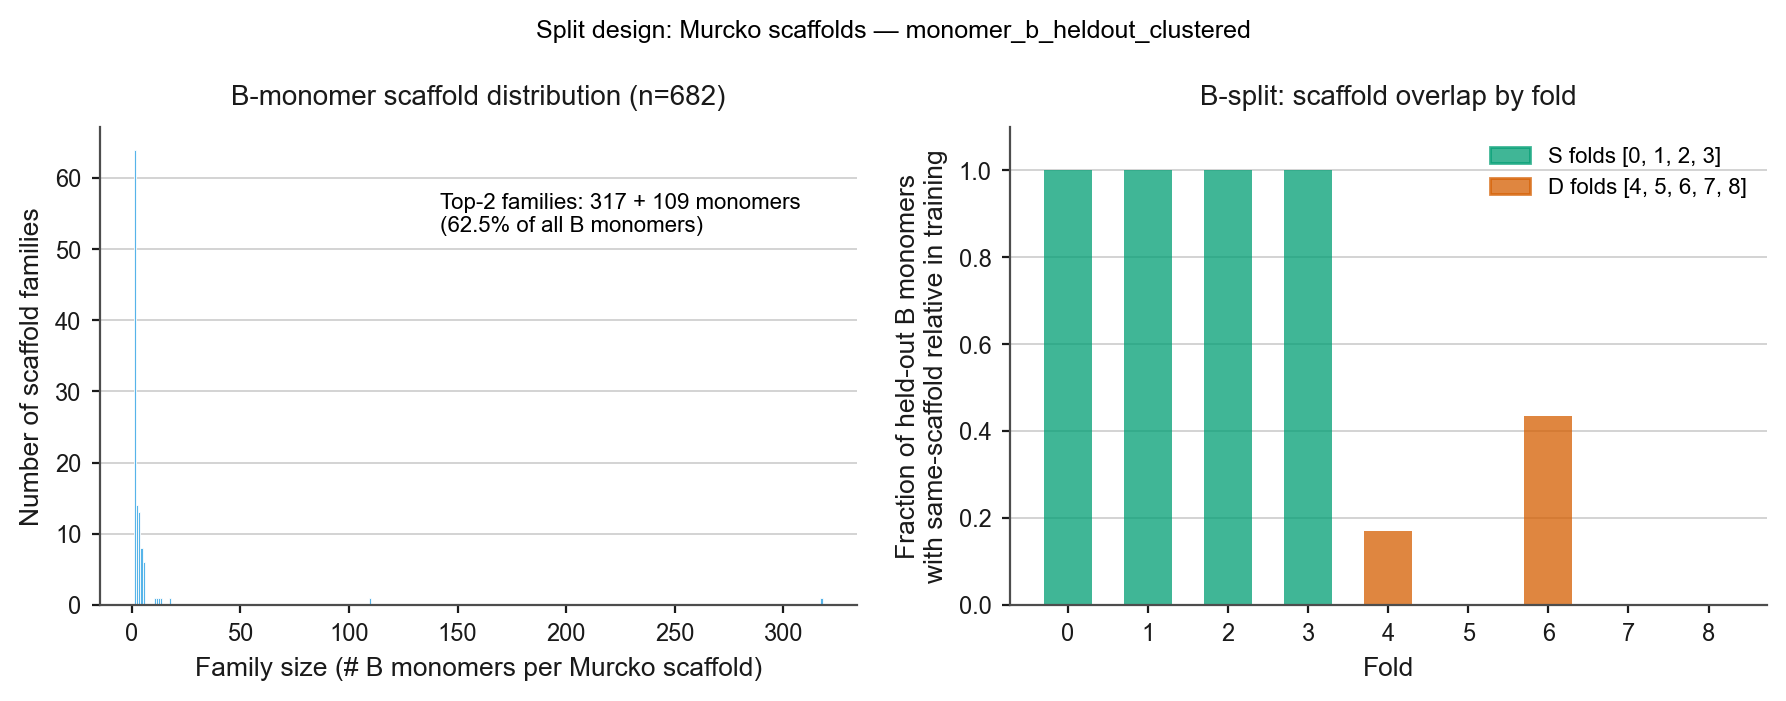 Split design: Murcko scaffolds — monomer_b_heldout_clustered
B-monomer scaffold distribution (n=682)
Number of scaffold families
60
50
40
30
20
10
0
Top-2 families: 317 + 109 monomers
(62.5% of all B monomers)
0 50 100 150 200 250 300
Family size (# B monomers per Murcko scaffold)
B-split: scaffold overlap by fold
Fraction of held-out B monomers
with same-scaffold relative in training
1.0
0.8
0.6
0.4
0.2
0.0
S folds [0, 1, 2, 3]
D folds [4, 5, 6, 7, 8]
0 1 2 3 4 5 6 7 8
Fold